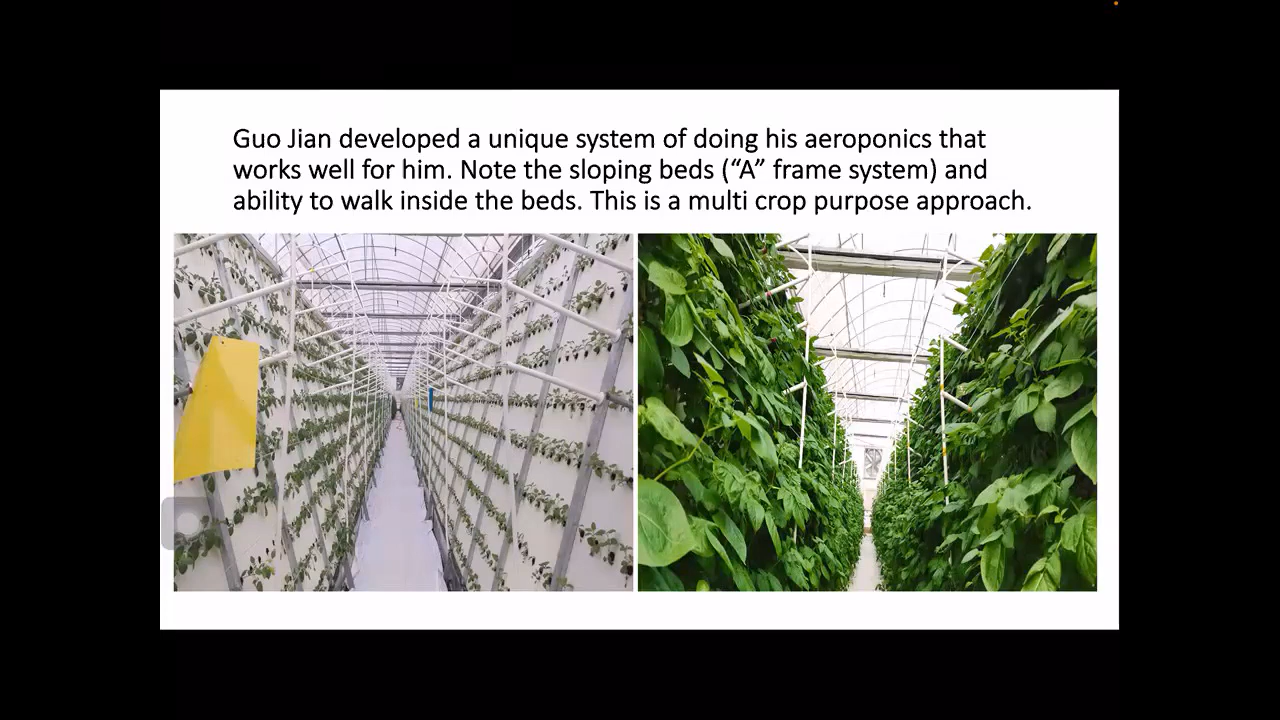 Guo Jian developed a unique system of doing his aeroponics that
works well for him. Note the sloping beds (“A” frame system) and
ability to walk inside the beds. This is a multi crop purpose approach.